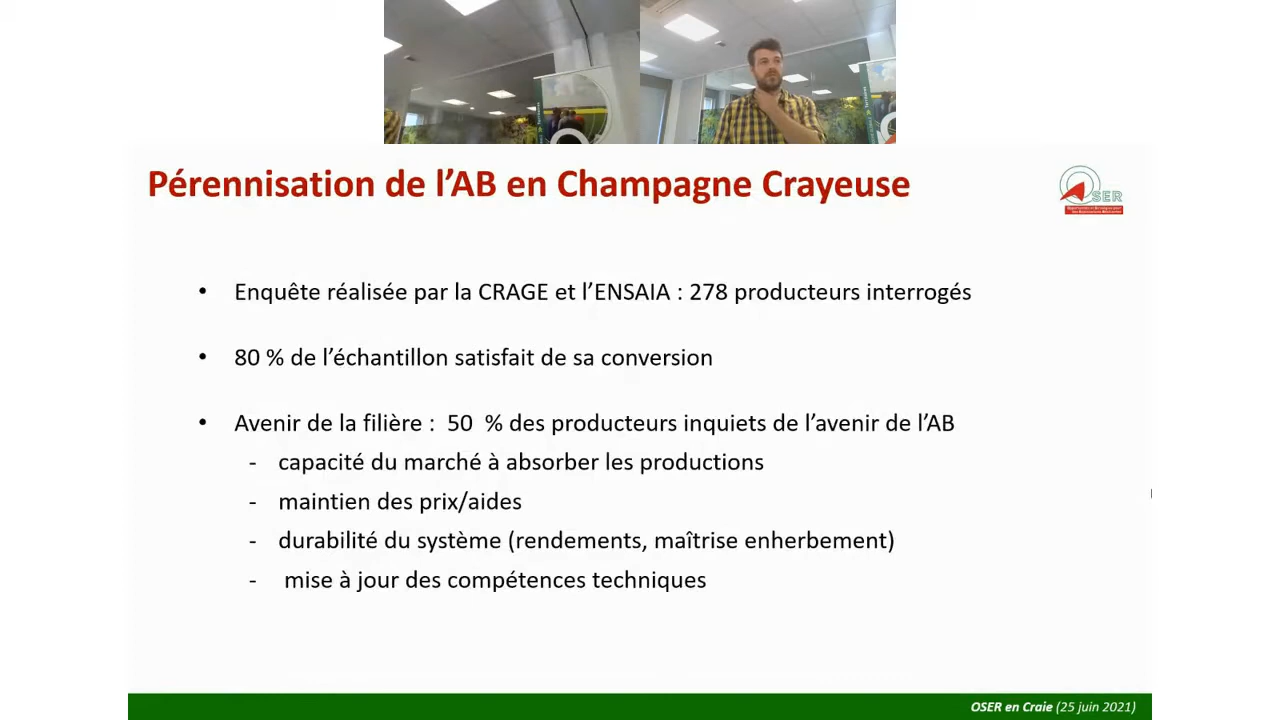 Pérennisation de l'AB en Champagne Crayeuse
SER
• Enquête réalisée par la CRAGE et l'ENSAIA : 278 producteurs interrogés
• 80 % de l'échantillon satisfait de sa conversion
• Avenir de la filière : 50 % des producteurs inquiets de l'avenir de l'AB
- capacité du marché à absorber les productions
- maintien des prix/aides
- durabilité du système (rendements, maîtrise enherbement)
- mise à jour des compétences techniques
OSER en Craie (25 juin 2021)